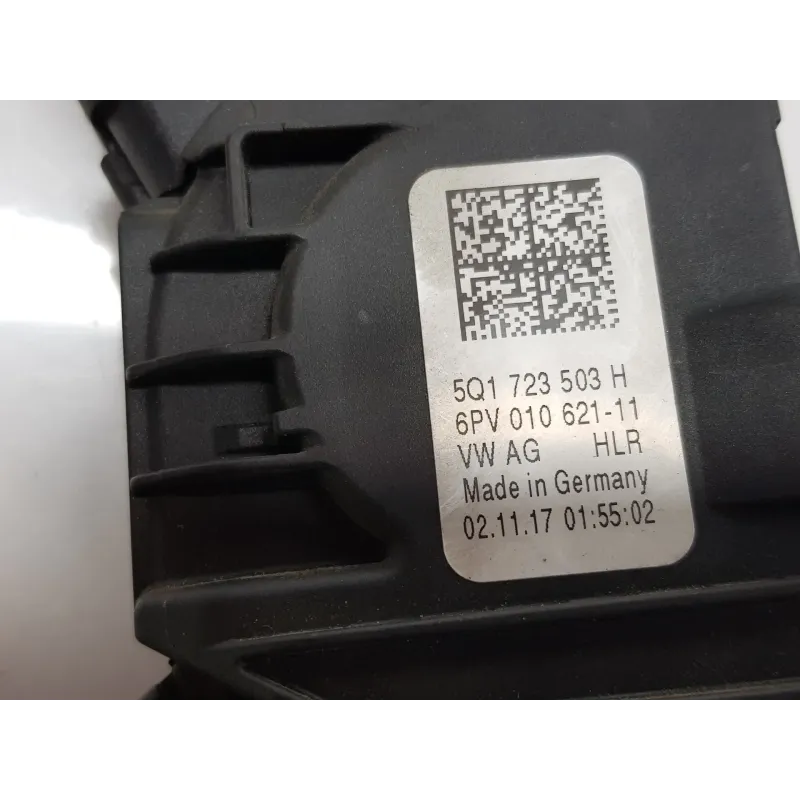 5Q1 723 503 H
6PV 010 621-11
VW AG HLR
Made in Germany
02.11.17 01:55:02